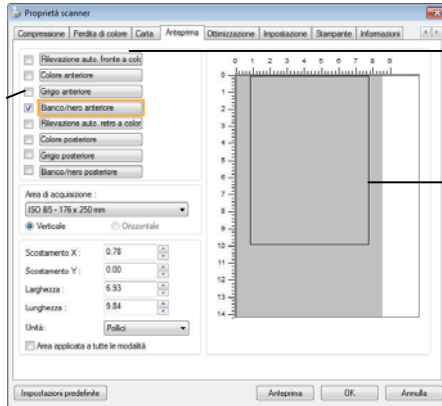 Proprietà scanner
Compressione Perdita di colore Carta Anteprima Ottimizzazione Impostazione Stampante Informazioni
Rilevazione auto. fronte a colo
Colore anteriore
Grigio anteriore
Bianco/nero anteriore
Rilevazione auto. retro a color
Colore posteriore
Grigio posteriore
Bianco/nero posteriore
Area di acquisizione :
ISO B5 - 176 x 250 mm
Verticale Orizzontale
Scostamento X : 0.78
Scostamento Y : 0.00
Larghezza : 6.93
Lunghezza : 9.84
Unità: Pollici
Area applicata a tutte le modalità
0 1 2 3 4 5 6 7 8 9
0
1
2
3
4
5
6
7
8
9
10
11
12
13
14
Impostazioni predefinite Anteprima OK Annulla